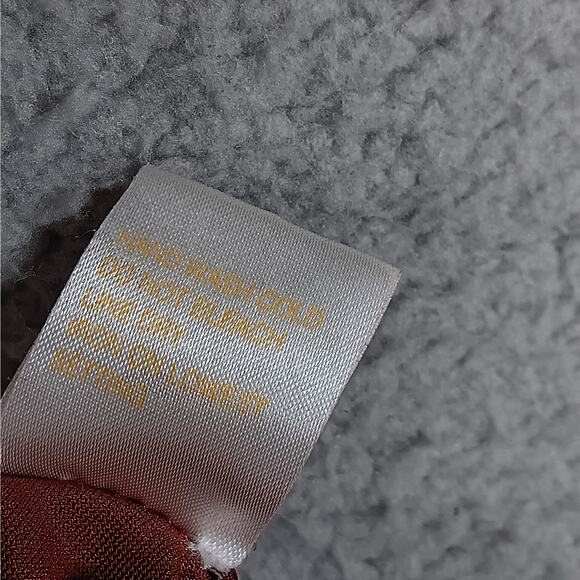 HAND WASH COLD
DO NOT BLEACH
LINE DRY
IRON ON LOWEST
SETTING